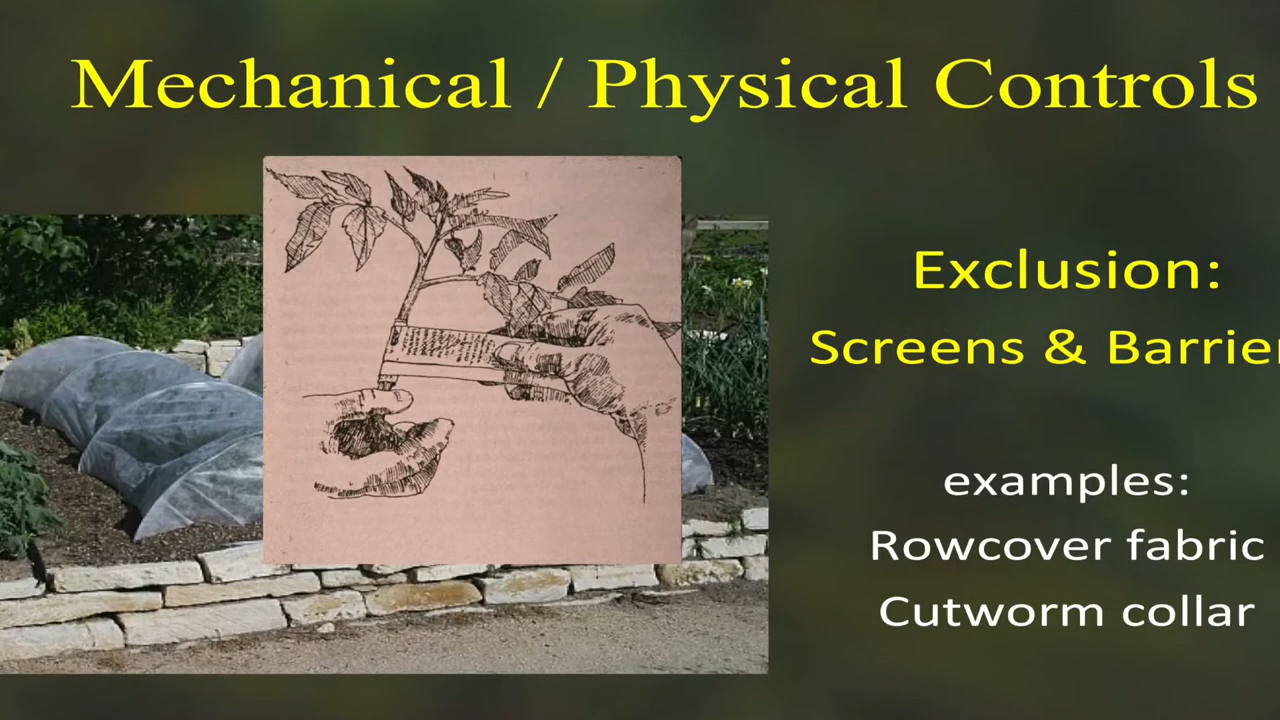 Mechanical / Physical Controls
Exclusion:
Screens & Barrier
examples:
Rowcover fabric
Cutworm collar